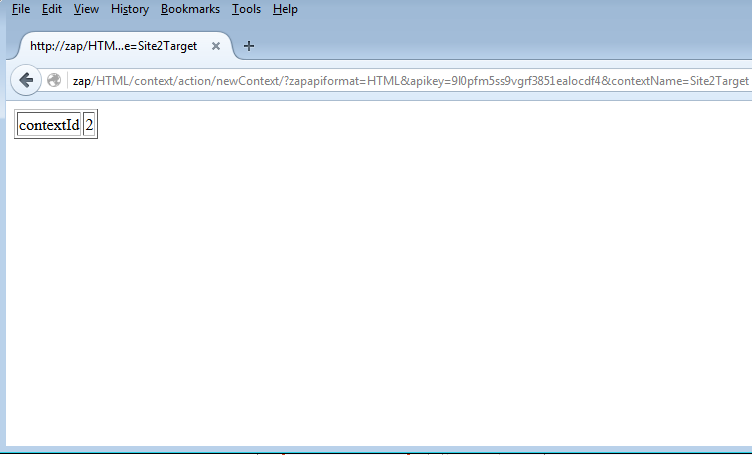 File Edit View History Bookmarks Tools Help
http://zap/HTM...e=Site2Target
zap/HTML/context/action/newContext/?zapapiformat=HTML&apikey=9l0pfm5ss9vgrf3851ealocdf4&contextName=Site2Target
contextId 2